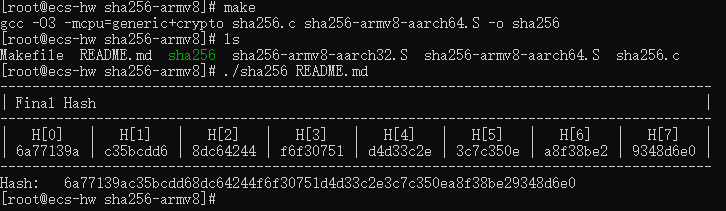 [root@ecs-hw sha256-armv8]# make
gcc -O3 -mcpu=generic+crypto sha256.c sha256-armv8-aarch64.S -o sha256
[root@ecs-hw sha256-armv8]# ls
Makefile README.md sha256 sha256-armv8-aarch32.S sha256-armv8-aarch64.S sha256.c
[root@ecs-hw sha256-armv8]# ./sha256 README.md
--------------------------------------------------------------------------------
| Final Hash |
--------------------------------------------------------------------------------
| H[0] | H[1] | H[2] | H[3] | H[4] | H[5] | H[6] | H[7]
| 6a77139a | c35bcdd6 | 8dc64244 | f6f30751 | d4d33c2e | 3c7c350e | a8f38be2 | 9348d6e0 |
--------------------------------------------------------------------------------
Hash: 6a77139ac35bcdd68dc64244f6f30751d4d33c2e3c7c350ea8f38be29348d6e0
[root@ecs-hw sha256-armv8]#